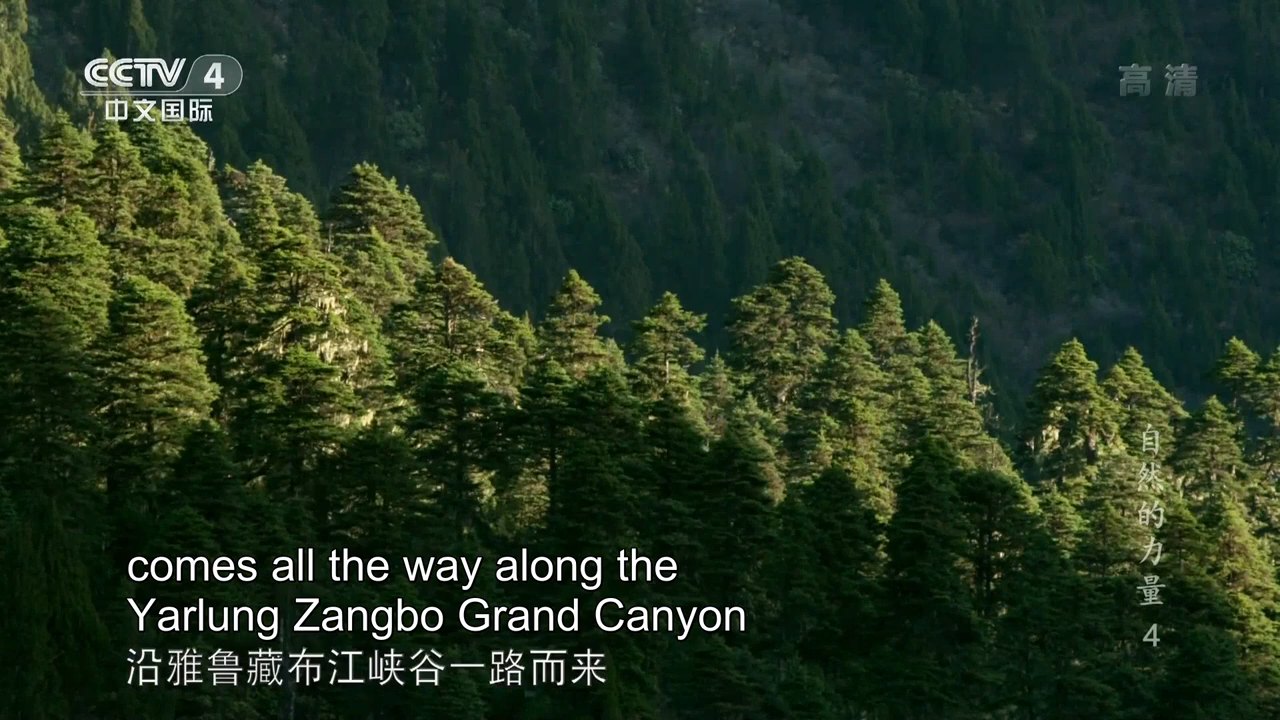 CCTV 4
中文国际
高清
comes all the way along the
Yarlung Zangbo Grand Canyon
沿雅鲁藏布江峡谷一路而来
自然的力量 4